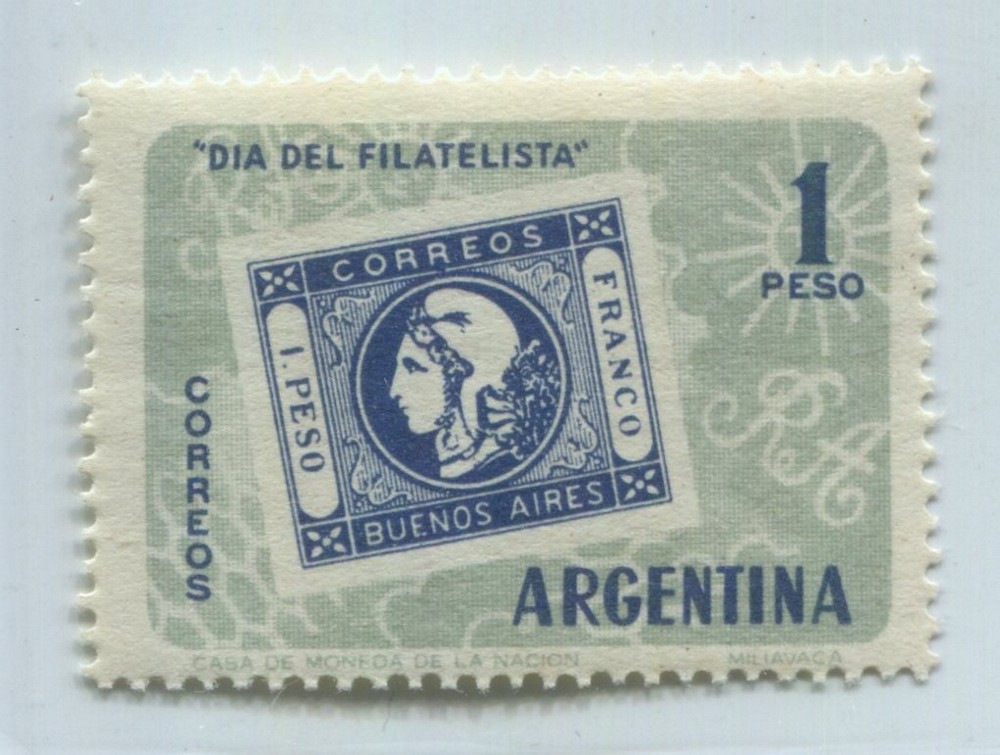 "DIA DEL FILATELISTA"
1
PESO
CORREOS
1. PESO
FRANCO
BUENOS AIRES
CORREOS
ARGENTINA
CASA DE MONEDA DE LA NACION
MILIAVACA
RA